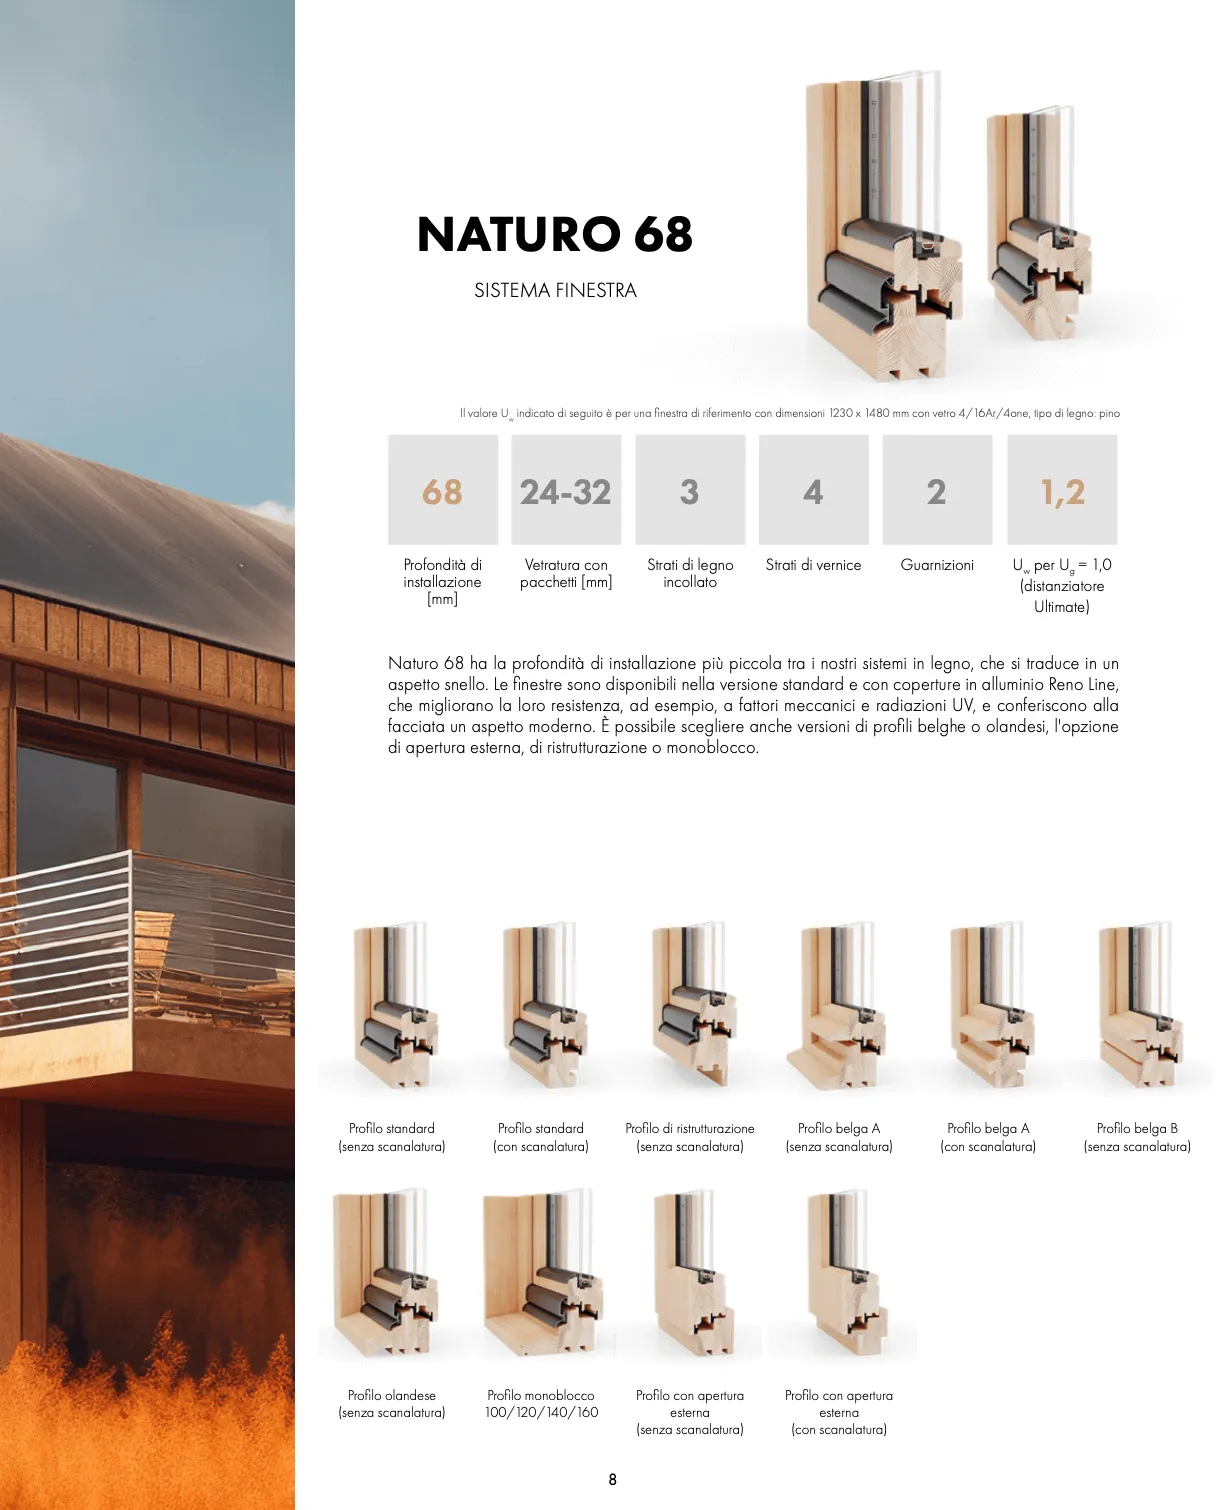 NATURO 68
SISTEMA FINESTRA
Il valore Uw indicato di seguito è per una finestra di riferimento con dimensioni 1230 x 1480 mm con vetro 4/16Ar/4one, tipo di legno: pino
68
24-32
3
4
2
1,2
Profondità di
installazione
[mm]
Vetratura con
pacchetti [mm]
Strati di legno
incollato
Strati di vernice
Guarnizioni
Uw per Ug = 1,0
(distanziatore
Ultimate)
Naturo 68 ha la profondità di installazione più piccola tra i nostri sistemi in legno, che si traduce in un
aspetto snello. Le finestre sono disponibili nella versione standard e con coperture in alluminio Reno Line,
che migliorano la loro resistenza, ad esempio, a fattori meccanici e radiazioni UV, e conferiscono alla
facciata un aspetto moderno. È possibile scegliere anche versioni di profili belghe o olandesi, l'opzione
di apertura esterna, di ristrutturazione o monoblocco.
Profilo standard
(senza scanalatura)
Profilo standard
(con scanalatura)
Profilo di ristrutturazione
(senza scanalatura)
Profilo belga A
(senza scanalatura)
Profilo belga A
(con scanalatura)
Profilo belga B
(senza scanalatura)
Profilo olandese
(senza scanalatura)
Profilo monoblocco
100/120/140/160
Profilo con apertura
esterna
(senza scanalatura)
Profilo con apertura
esterna
(con scanalatura)
8